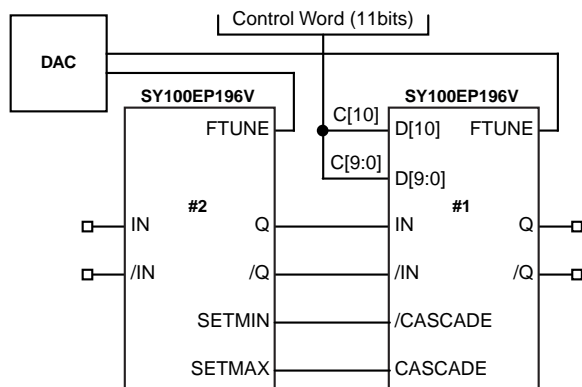 Control Word (11bits)
DAC
SY100EP196V SY100EP196V
C[10]
FTUNE D[10] FTUNE
C[9:0]
D[9:0]
#2 #1
IN Q IN Q
/IN /Q /IN /Q
SETMIN /CASCADE
SETMAX CASCADE